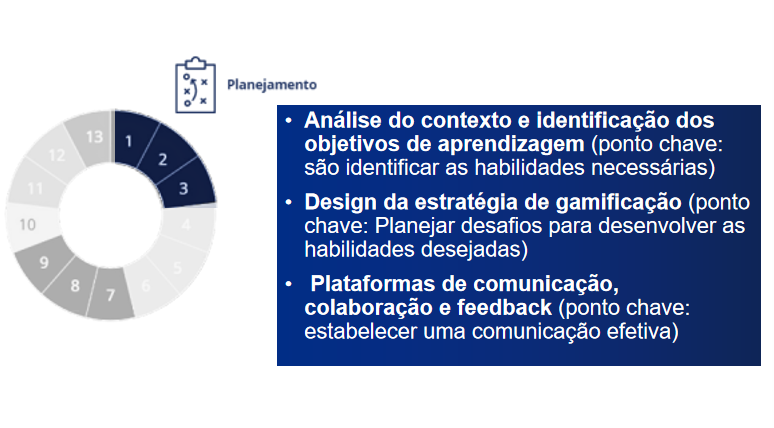 Planejamento
1
2
3
4
5
6
7
8
9
10
11
12
13
• Análise do contexto e identificação dos
objetivos de aprendizagem (ponto chave:
são identificar as habilidades necessárias)
• Design da estratégia de gamificação (ponto
chave: Planejar desafios para desenvolver as
habilidades desejadas)
• Plataformas de comunicação,
colaboração e feedback (ponto chave:
estabelecer uma comunicação efetiva)